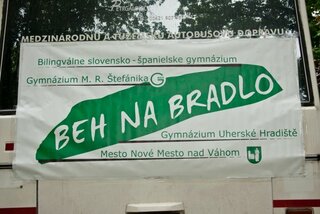 MEDZINÁRODNÚ A TUZEMSKÚ AUTOBUSOVÚ DOPRAVU
Bilingválne slovensko - španielske gymnázium
Gymnázium M. R. Štefánika
BEH NA BRADLO
Gymnázium Uherské Hradiště
Mesto Nové Mesto nad Váhom